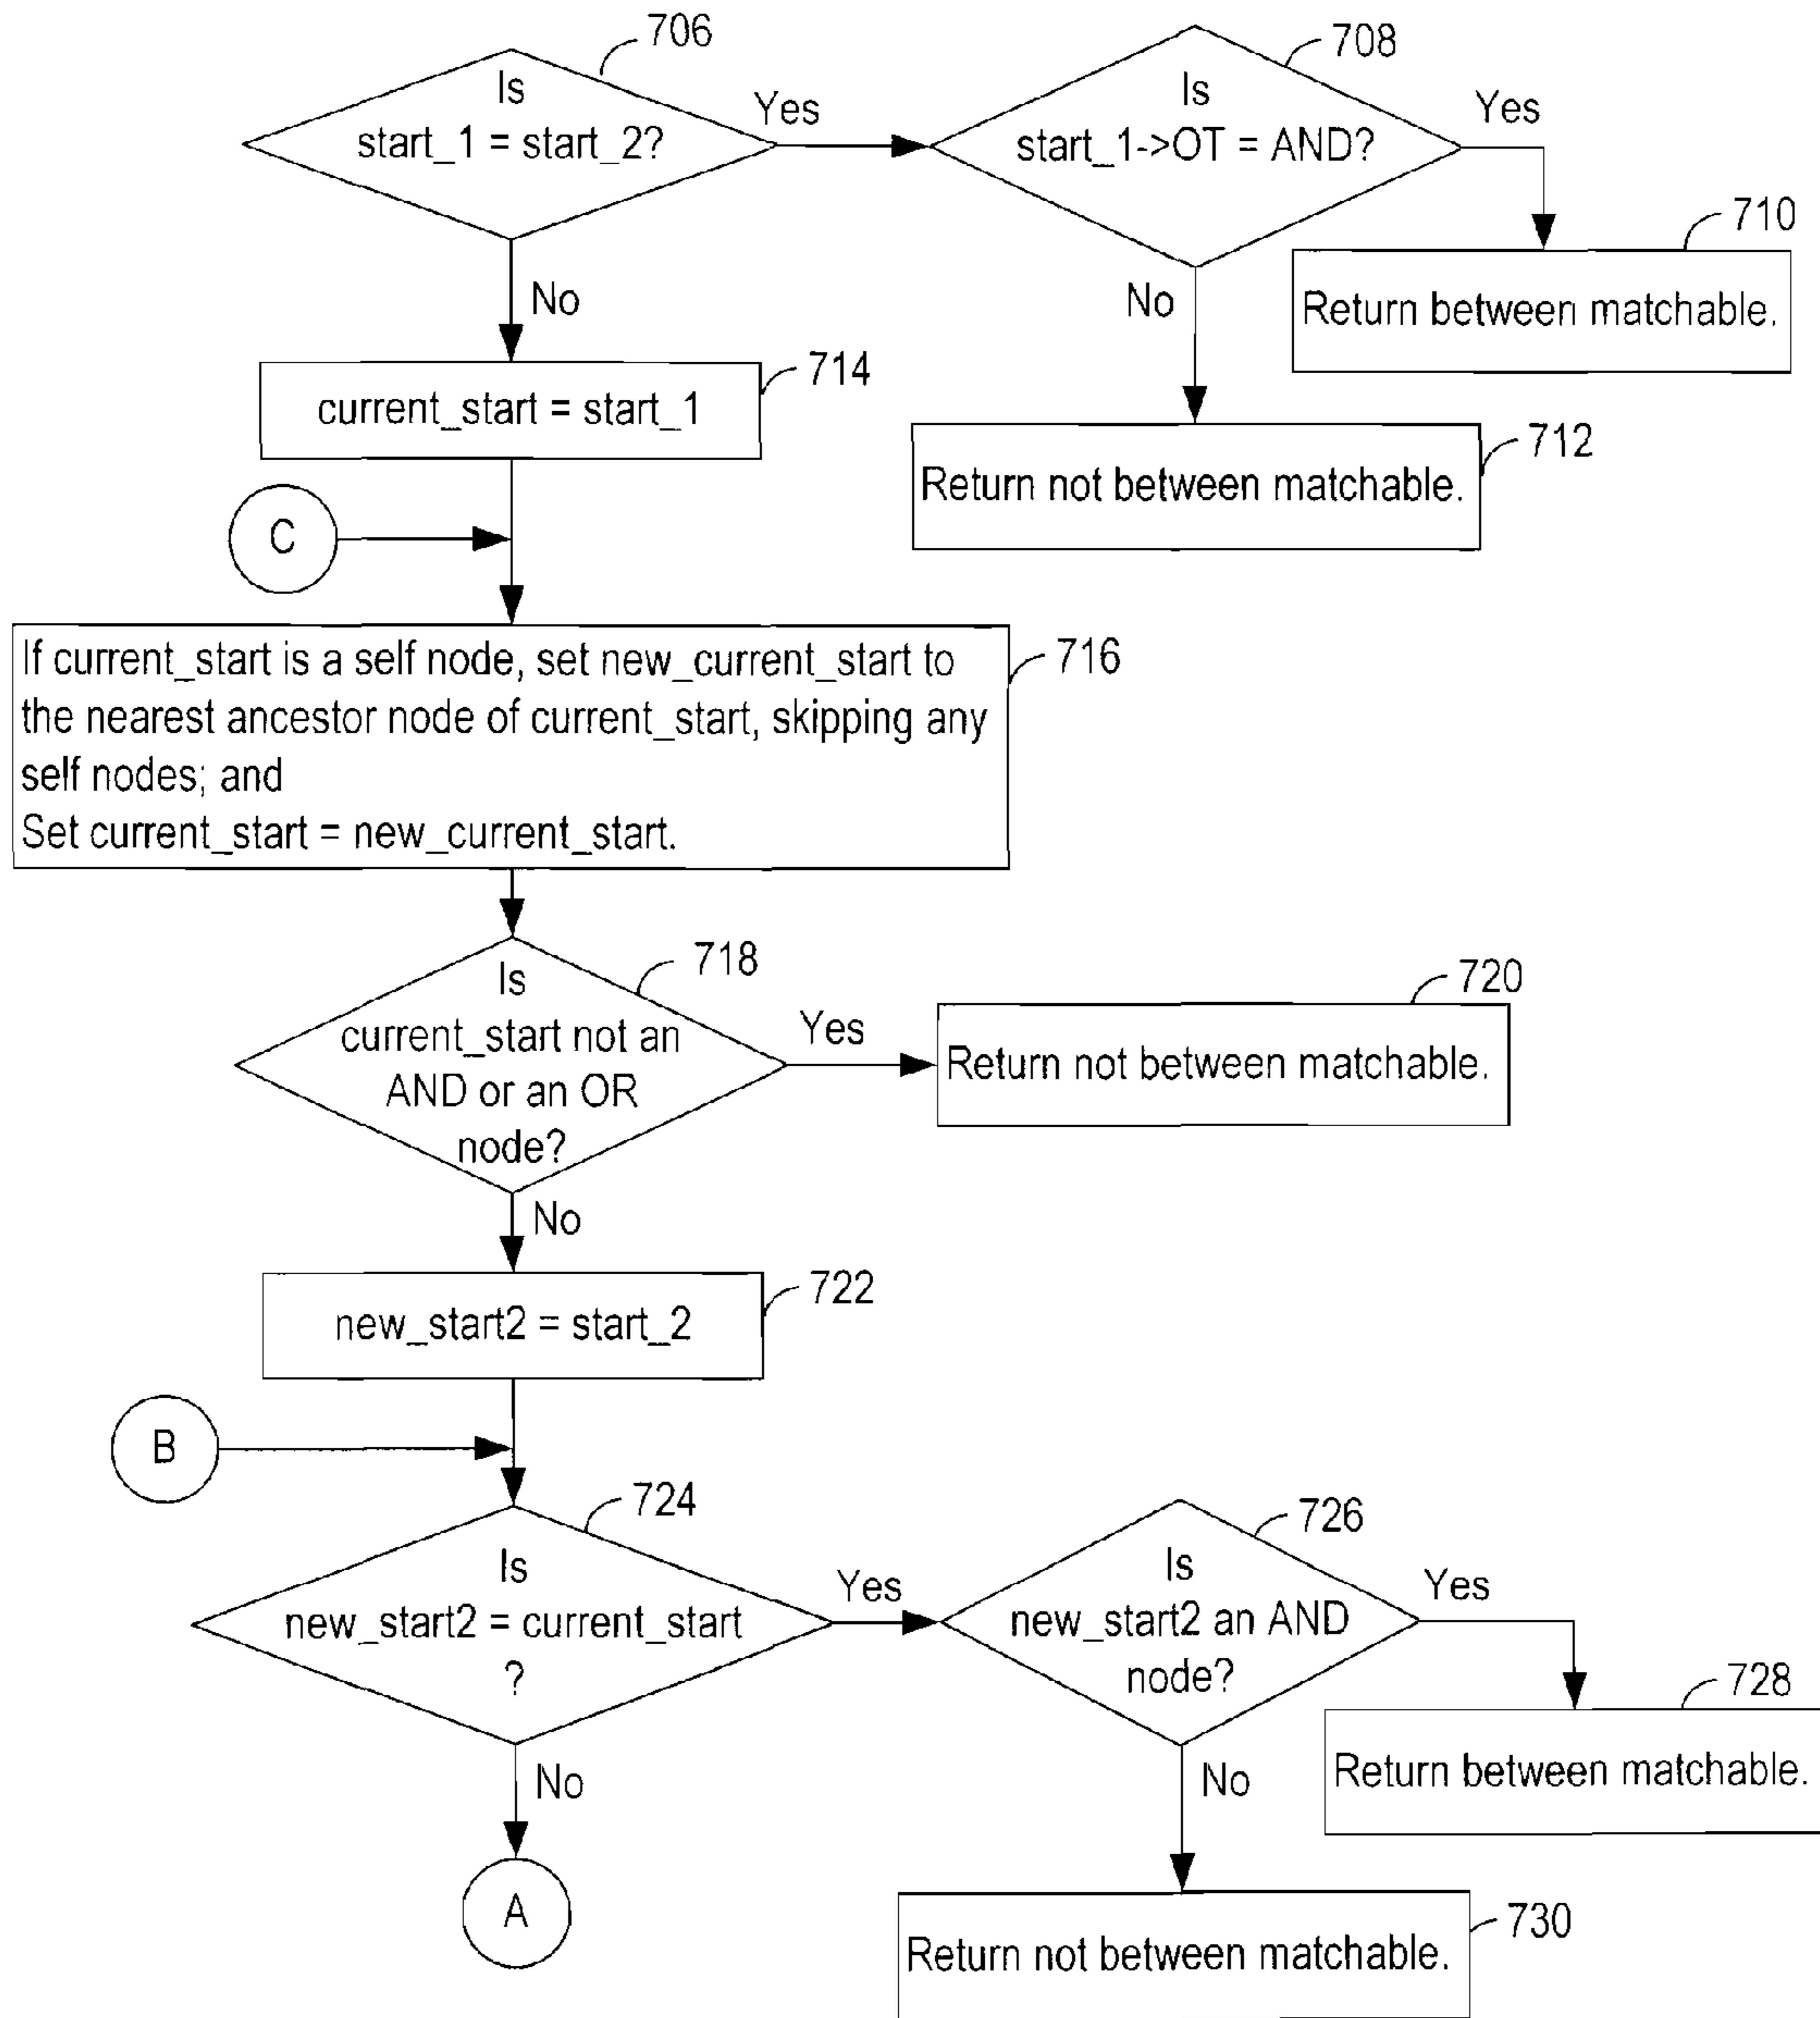 706
Is
start_1 = start_2?
Yes
No
708
Is
start_1->OT = AND?
Yes
No
710
Return between matchable.
712
Return not between matchable.
714
current_start = start_1
C
716
If current_start is a self node, set new_current_start to
the nearest ancestor node of current_start, skipping any
self nodes; and
Set current_start = new_current_start.
718
Is
current_start not an
AND or an OR
node?
Yes
No
720
Return not between matchable.
722
new_start2 = start_2
B
724
Is
new_start2 = current_start
?
Yes
No
726
Is
new_start2 an AND
node?
Yes
No
728
Return between matchable.
A
730
Return not between matchable.